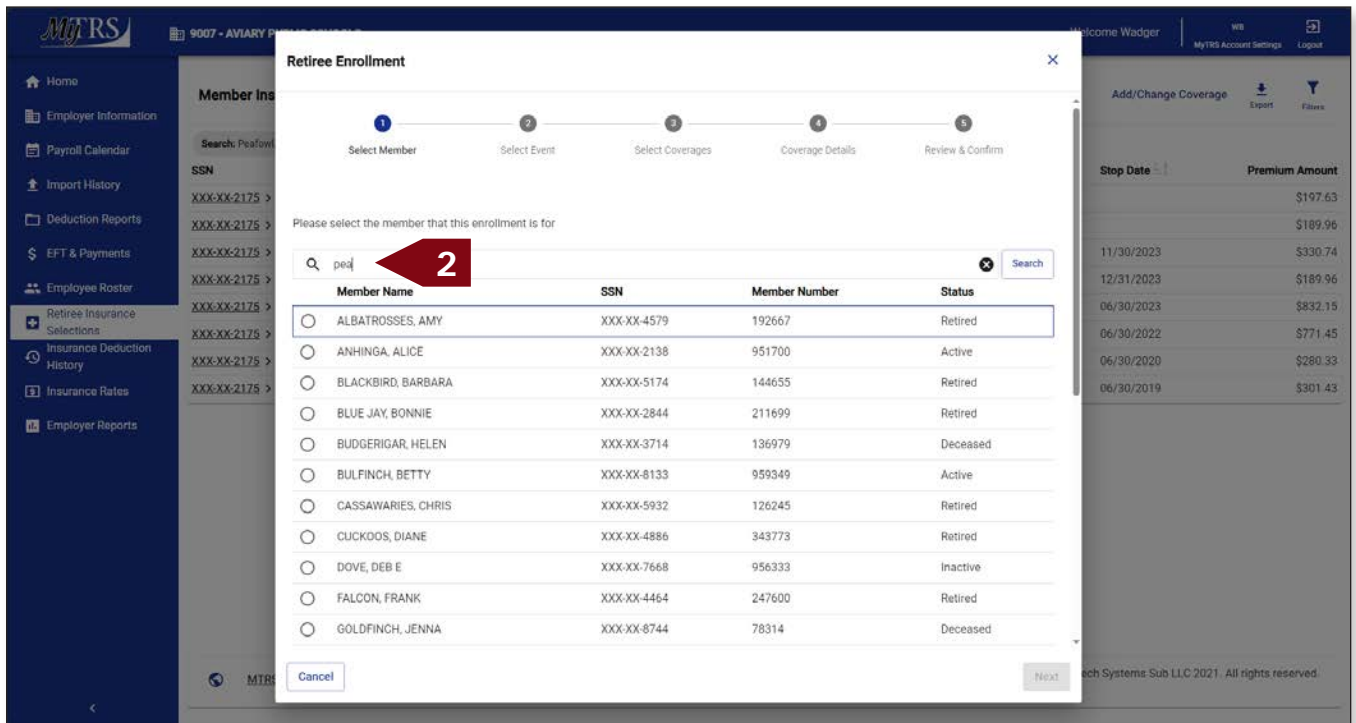 MyTRS
9007 - AVIARY P
Welcome Wadger
WB
MyTRS Account Settings
Logout
Home
Employer Information
Payroll Calendar
Import History
Deduction Reports
$ EFT & Payments
Employee Roster
Retiree Insurance
Selections
Insurance Deduction
History
Insurance Rates
Employer Reports
Member Ins
Add/Change Coverage
Export
Filters
Search: Peafowl
SSN
Stop Date
Premium Amount
XXX-XX-2175 > $197.63
XXX-XX-2175 > $189.96
XXX-XX-2175 > 11/30/2023 $330.74
XXX-XX-2175 > 12/31/2023 $189.96
XXX-XX-2175 > 06/30/2023 $832.15
XXX-XX-2175 > 06/30/2022 $771.45
XXX-XX-2175 > 06/30/2020 $280.33
XXX-XX-2175 > 06/30/2019 $301.43
Retiree Enrollment
1 2 3 4 5
Select Member Select Event Select Coverages Coverage Details Review & Confirm
Please select the member that this enrollment is for
pea
2
Search
Member Name SSN Member Number Status
ALBATROSSES, AMY XXX-XX-4579 192667 Retired
ANHINGA, ALICE XXX-XX-2138 951700 Active
BLACKBIRD, BARBARA XXX-XX-5174 144655 Retired
BLUE JAY, BONNIE XXX-XX-2844 211699 Retired
BUDGERIGAR, HELEN XXX-XX-3714 136979 Deceased
BULFINCH, BETTY XXX-XX-8133 959349 Active
CASSAWARIES, CHRIS XXX-XX-5932 126245 Retired
CUCKOOS, DIANE XXX-XX-4886 343773 Retired
DOVE, DEB E XXX-XX-7668 956333 Inactive
FALCON, FRANK XXX-XX-4464 247600 Retired
GOLDFINCH, JENNA XXX-XX-8744 78314 Deceased
Cancel
Next
MTRS
ech Systems Sub LLC 2021. All rights reserved.